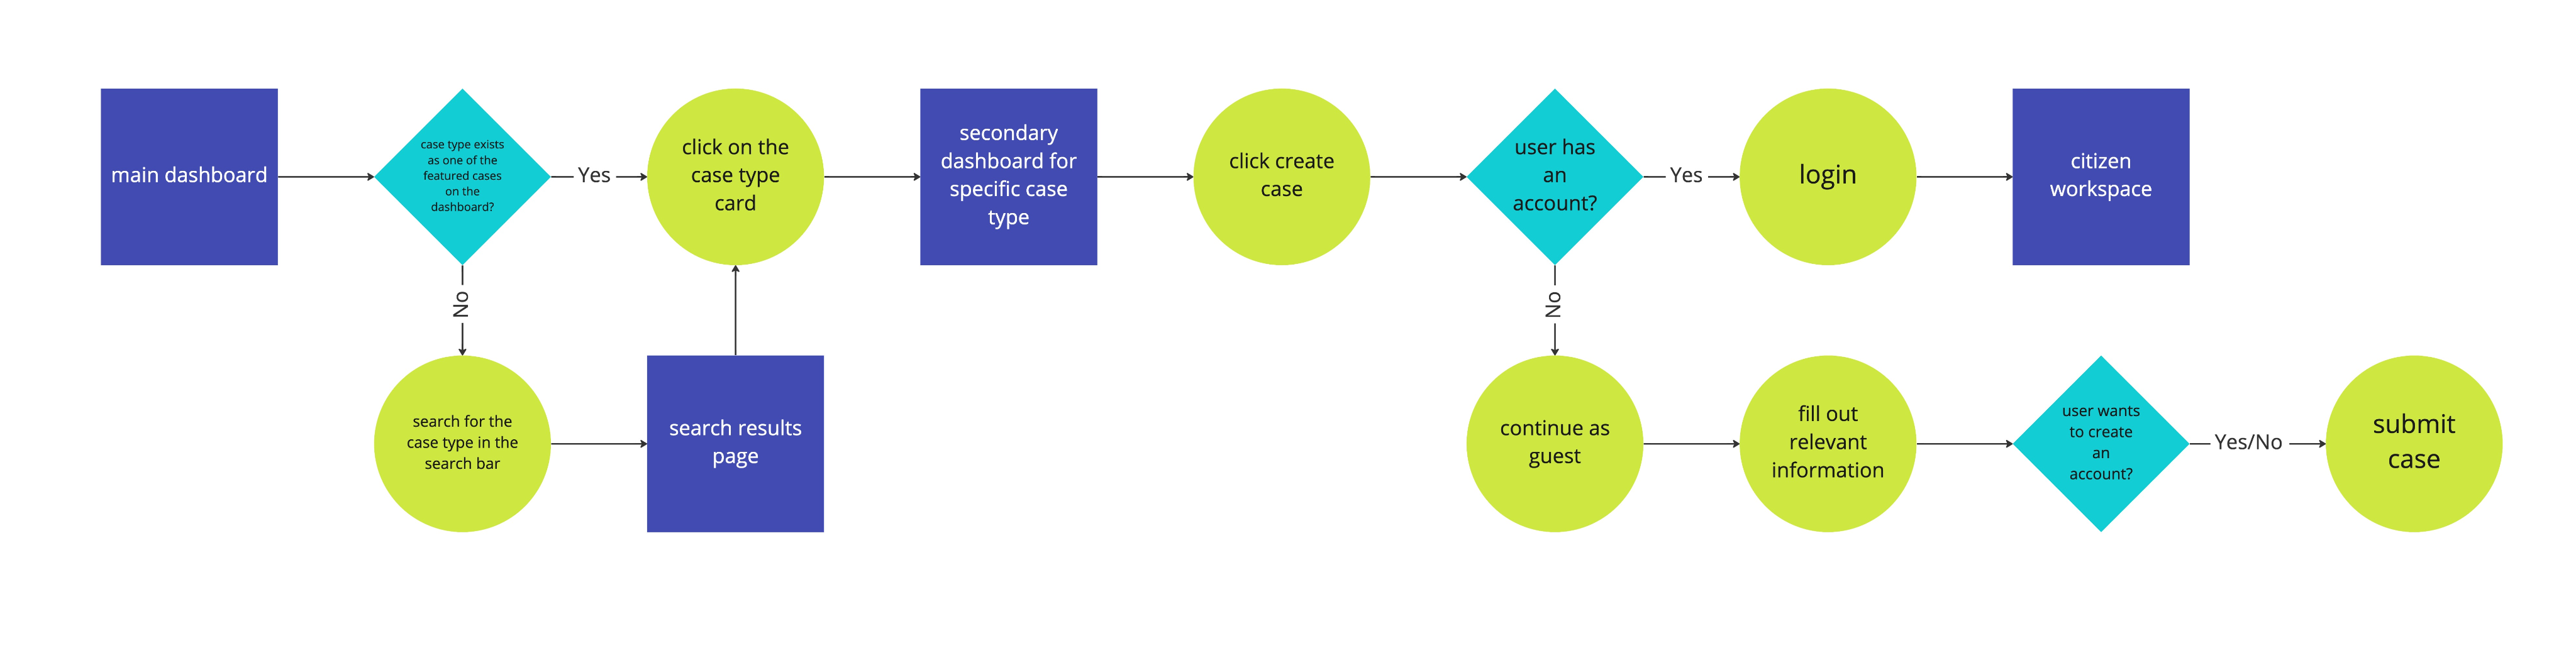 main dashboard
case type exists
as one of the
featured cases
on the
dashboard?
Yes
click on the
case type
card
secondary
dashboard for
specific case
type
click create
case
user has
an
account?
Yes
login
citizen
workspace
No
No
search for the
case type in the
search bar
search results
page
continue as
guest
fill out
relevant
information
user wants
to create
an
account?
Yes/No
submit
case